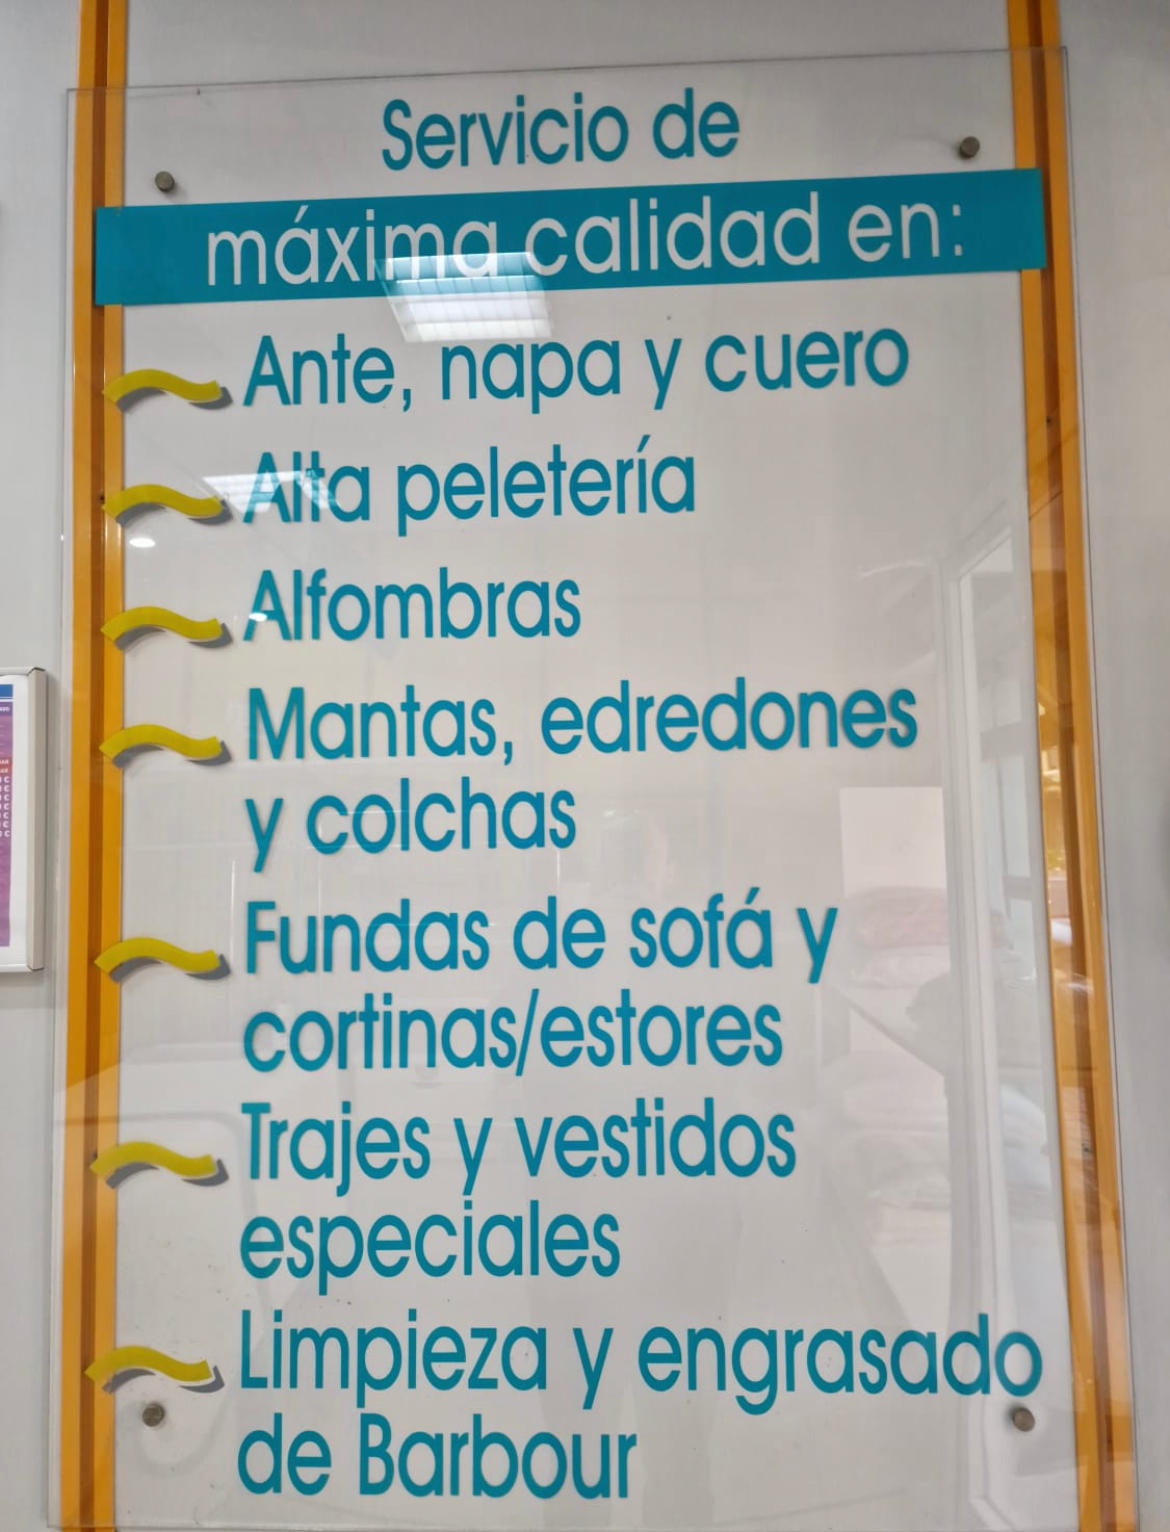 Servicio de
máxima calidad en:
Ante, napa y cuero
Alta peletería
Alfombras
Mantas, edredones
y colchas
Fundas de sofá y
cortinas/estores
Trajes y vestidos
especiales
Limpieza y engrasado
de Barbour